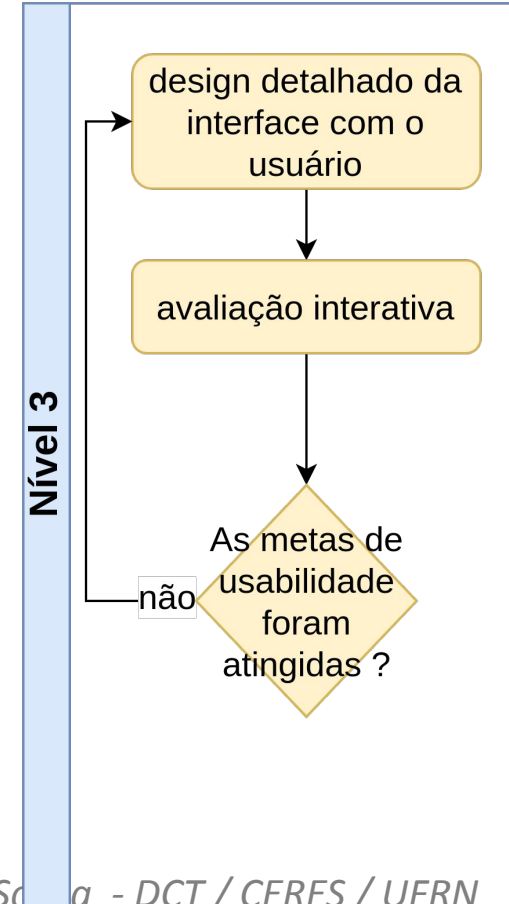 design detalhado da
interface com o
usuário
avaliação interativa
Nível 3
As metas de
usabilidade
foram
atingidas ?
não
- DCT / CERES / UFRN